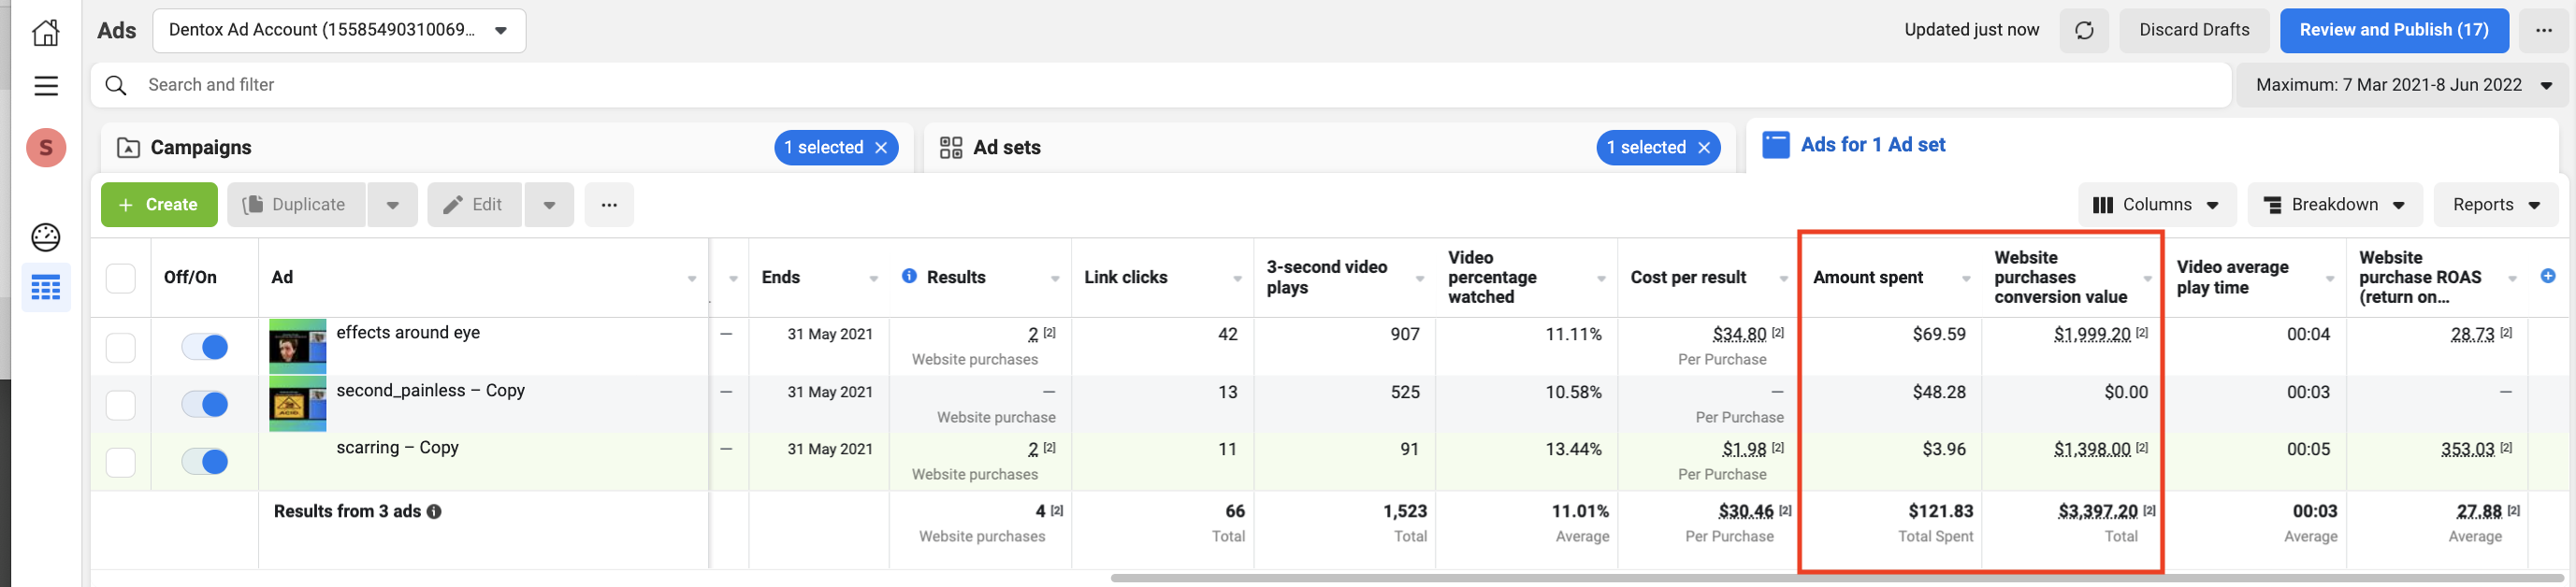 Ads
Dentox Ad Account (15585490310069...
Updated just now
Discard Drafts
Review and Publish (17)
Search and filter
Maximum: 7 Mar 2021-8 Jun 2022
S
Campaigns
1 selected
Ad sets
1 selected
Ads for 1 Ad set
+ Create
Duplicate
Edit
Columns
Breakdown
Reports
Off/On
Ad
Ends
Results
Link clicks
3-second video
plays
Video
percentage
watched
Cost per result
Amount spent
Website
purchases
conversion value
Video average
play time
Website
purchase ROAS
(return on...
effects around eye
—
31 May 2021
2 [2]
Website purchases
42
907
11.11%
$34.80 [2]
Per Purchase
$69.59
$1,999.20 [2]
00:04
28.73 [2]
second_painless – Copy
—
31 May 2021
—
Website purchase
13
525
10.58%
—
Per Purchase
$48.28
$0.00
00:03
—
scarring – Copy
—
31 May 2021
2 [2]
Website purchases
11
91
13.44%
$1.98 [2]
Per Purchase
$3.96
$1,398.00 [2]
00:05
353.03 [2]
Results from 3 ads
4 [2]
Website purchases
66
Total
1,523
Total
11.01%
Average
$30.46 [2]
Per Purchase
$121.83
Total Spent
$3,397.20 [2]
Total
00:03
Average
27.88 [2]
Average